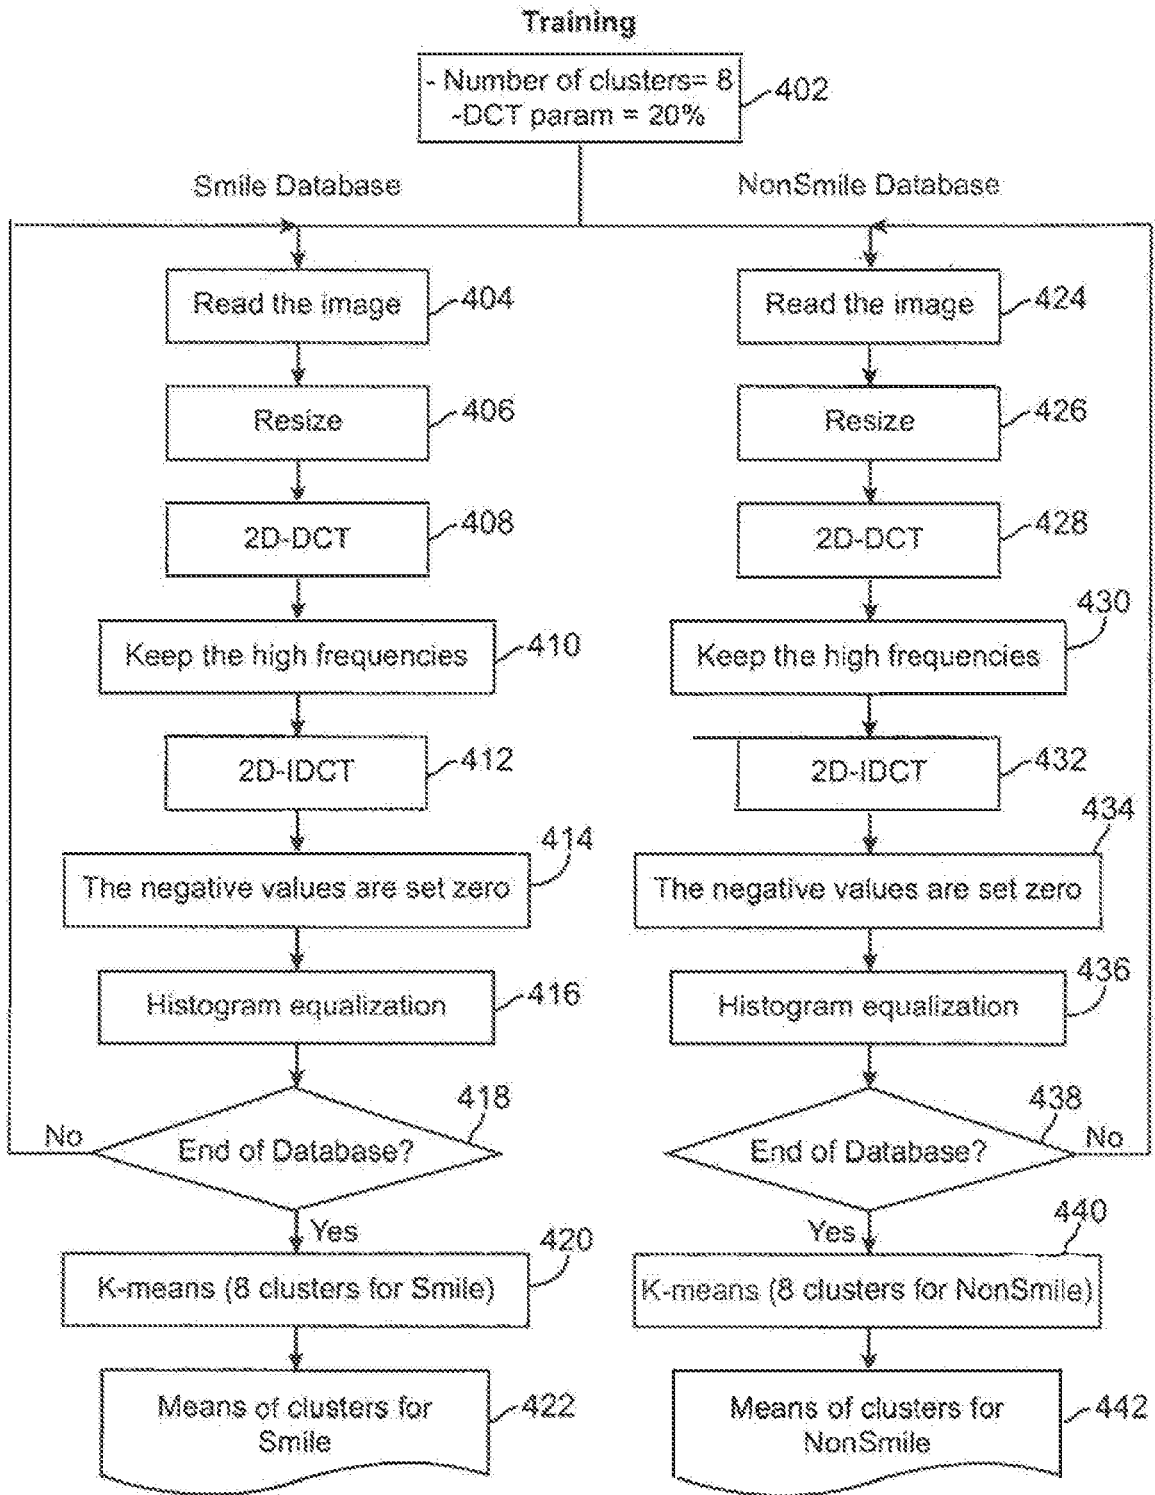 Training
- Number of clusters= 8
-DCT param = 20%
402
Smile Database
NonSmile Database
Read the image
404
Resize
406
2D-DCT
408
Keep the high frequencies
410
2D-IDCT
412
The negative values are set zero
414
Histogram equalization
416
End of Database?
418
No
Yes
K-means (8 clusters for Smile)
420
Means of clusters for
Smile
422
Read the image
424
Resize
426
2D-DCT
428
Keep the high frequencies
430
2D-IDCT
432
The negative values are set zero
434
Histogram equalization
436
End of Database?
438
No
Yes
K-means (8 clusters for NonSmile)
440
Means of clusters for
NonSmile
442